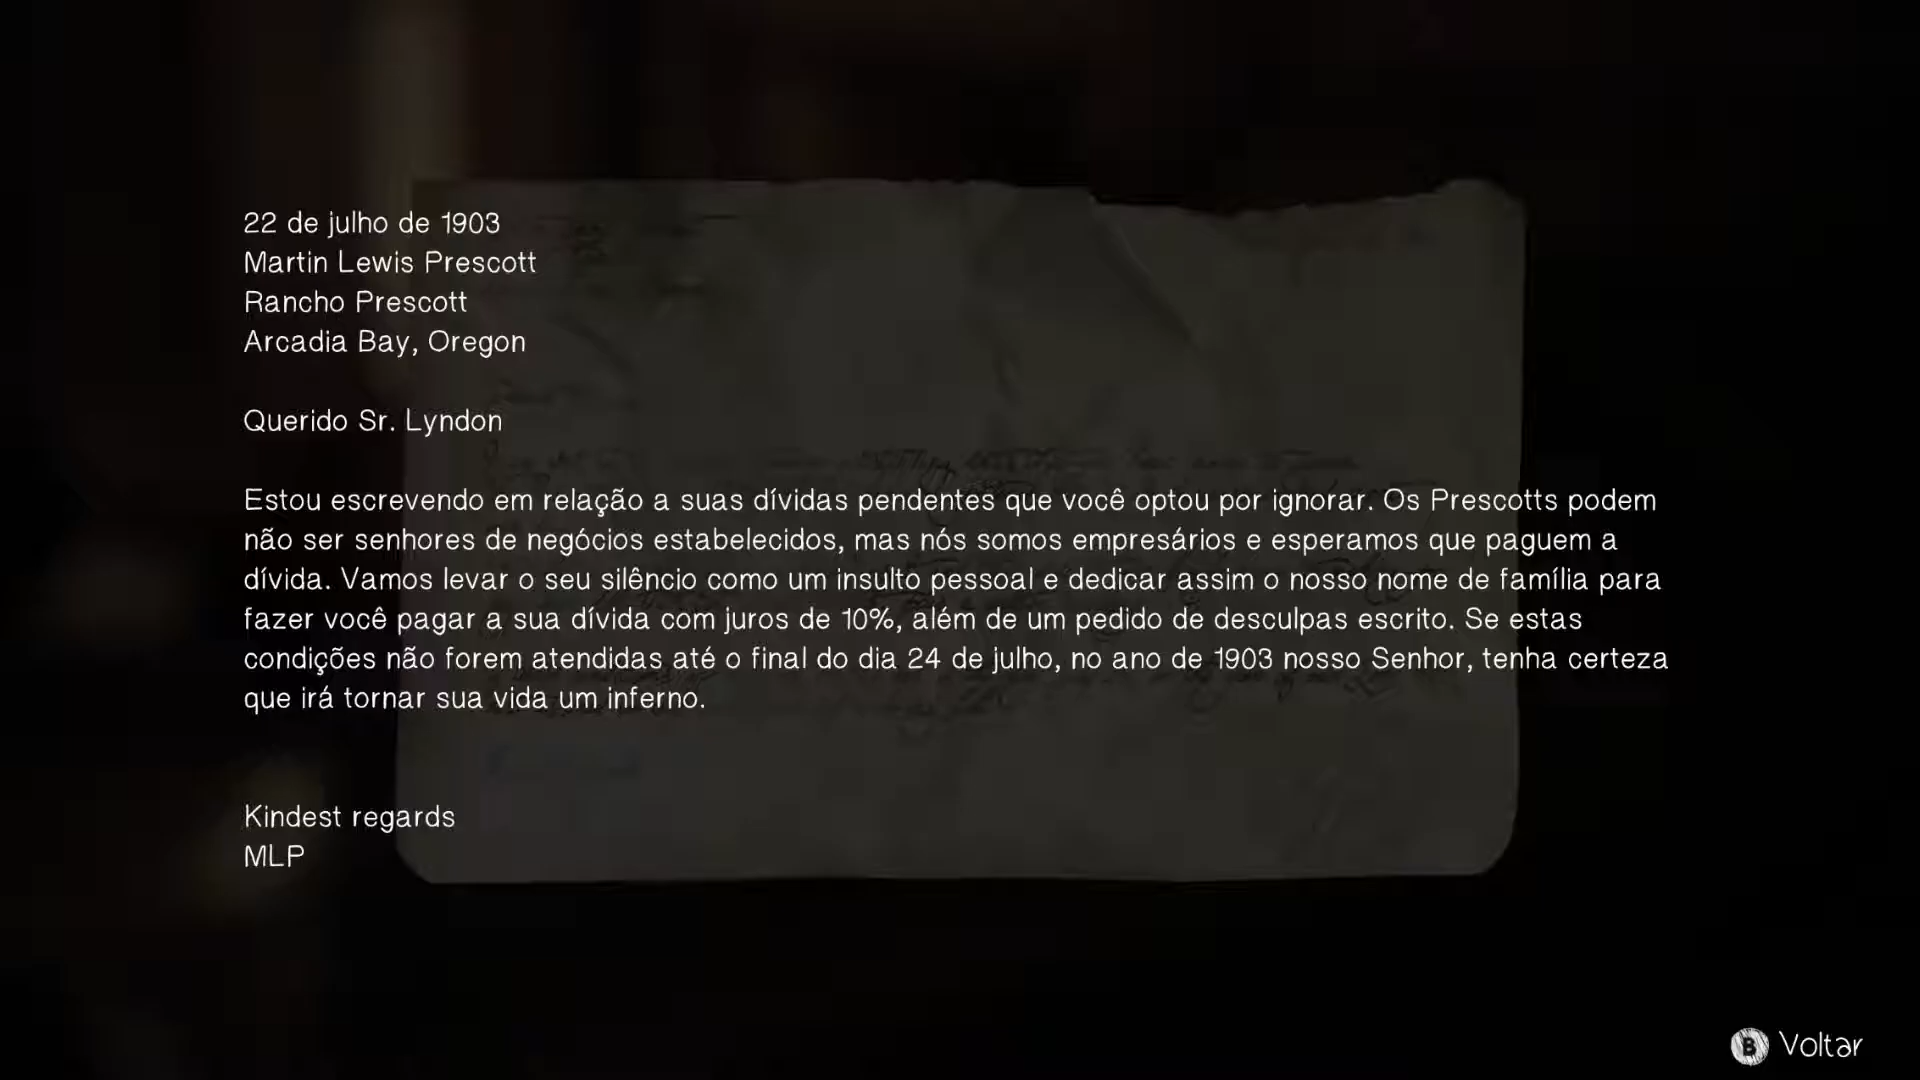 22 de julho de 1903
Martin Lewis Prescott
Rancho Prescott
Arcadia Bay, Oregon
Querido Sr. Lyndon
Estou escrevendo em relação a suas dívidas pendentes que você optou por ignorar. Os Prescotts podem
não ser senhores de negócios estabelecidos, mas nós somos empresários e esperamos que paguem a
dívida. Vamos levar o seu silêncio como um insulto pessoal e dedicar assim o nosso nome de família para
fazer você pagar a sua dívida com juros de 10%, além de um pedido de desculpas escrito. Se estas
condições não forem atendidas até o final do dia 24 de julho, no ano de 1903 nosso Senhor, tenha certeza
que irá tornar sua vida um inferno.
Kindest regards
MLP
B Voltar